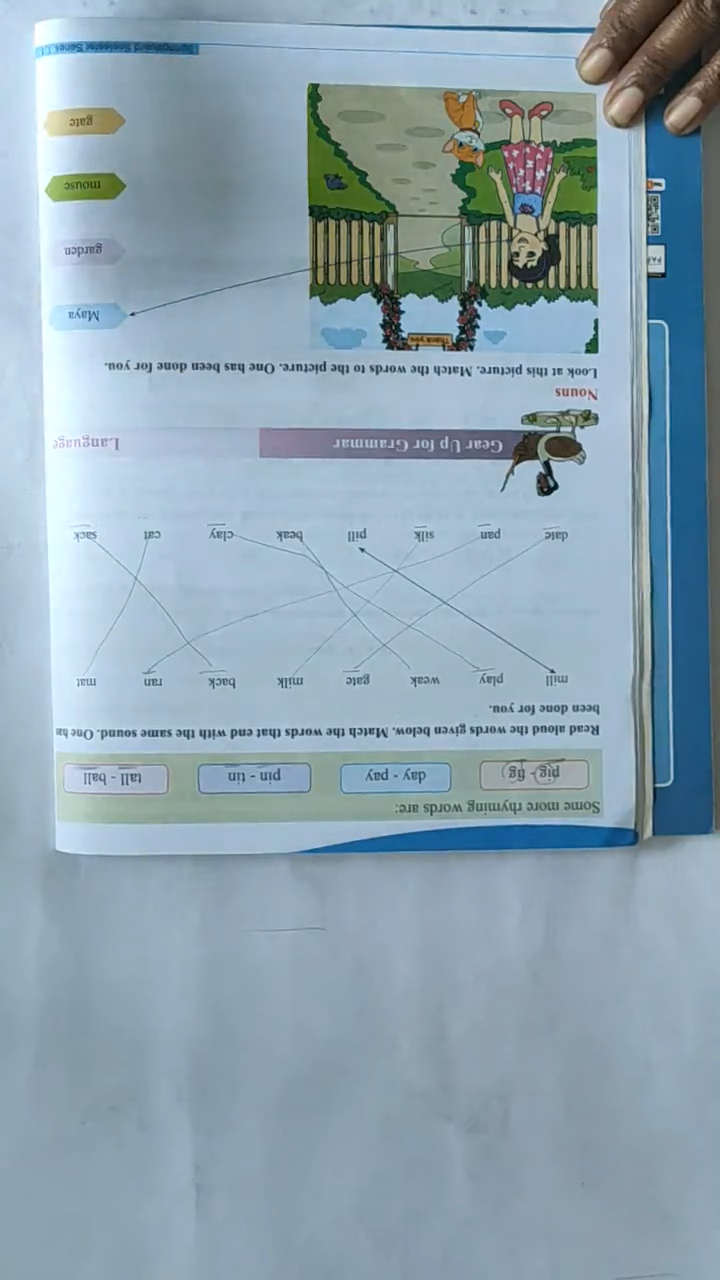 Some more rhyming words are:
pig - fig
day - pay
pin - tin
tall - ball
Read aloud the words given below. Match the words that end with the same sound. One has
been done for you.
mill play weak gate milk back ran mat
date pan silk pill beak clay cat sack
Gear Up for Grammar
Language
Nouns
Look at this picture. Match the words to the picture. One has been done for you.
Thank you
Maya
garden
mouse
gate